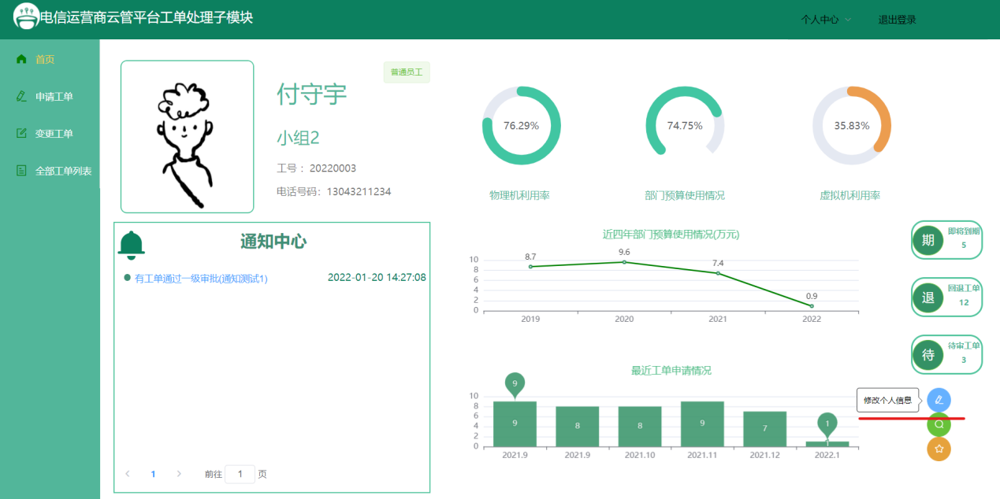 电信运营商云管平台工单处理子模块
个人中心
退出登录
首页
申请工单
变更工单
全部工单列表
普通员工
付守宇
小组2
工号： 20220003
电话号码：13043211234
76.29%
物理机利用率
74.75%
部门预算使用情况
35.83%
虚拟机利用率
通知中心
有工单通过一级审批(通知测试1)
2022-01-20 14:27:08
1
前往 1 页
近四年部门预算使用情况(万元)
10
8
6
4
2
0
8.7
9.6
7.4
0.9
2019
2020
2021
2022
最近工单申请情况
10
8
6
4
2
0
9
9
8
8
9
7
1
1
2021.9
2021.9
2021.10
2021.11
2021.12
2022.1
期
即将到期
5
退
回退工单
12
待
待审工单
3
修改个人信息